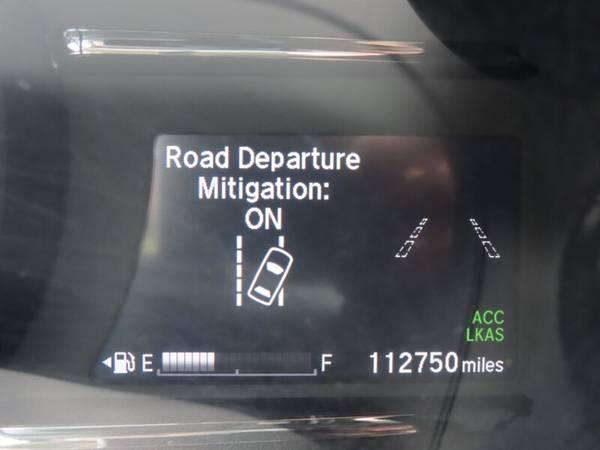 Road Departure
Mitigation:
ON
ACC
LKAS
E F 112750 miles